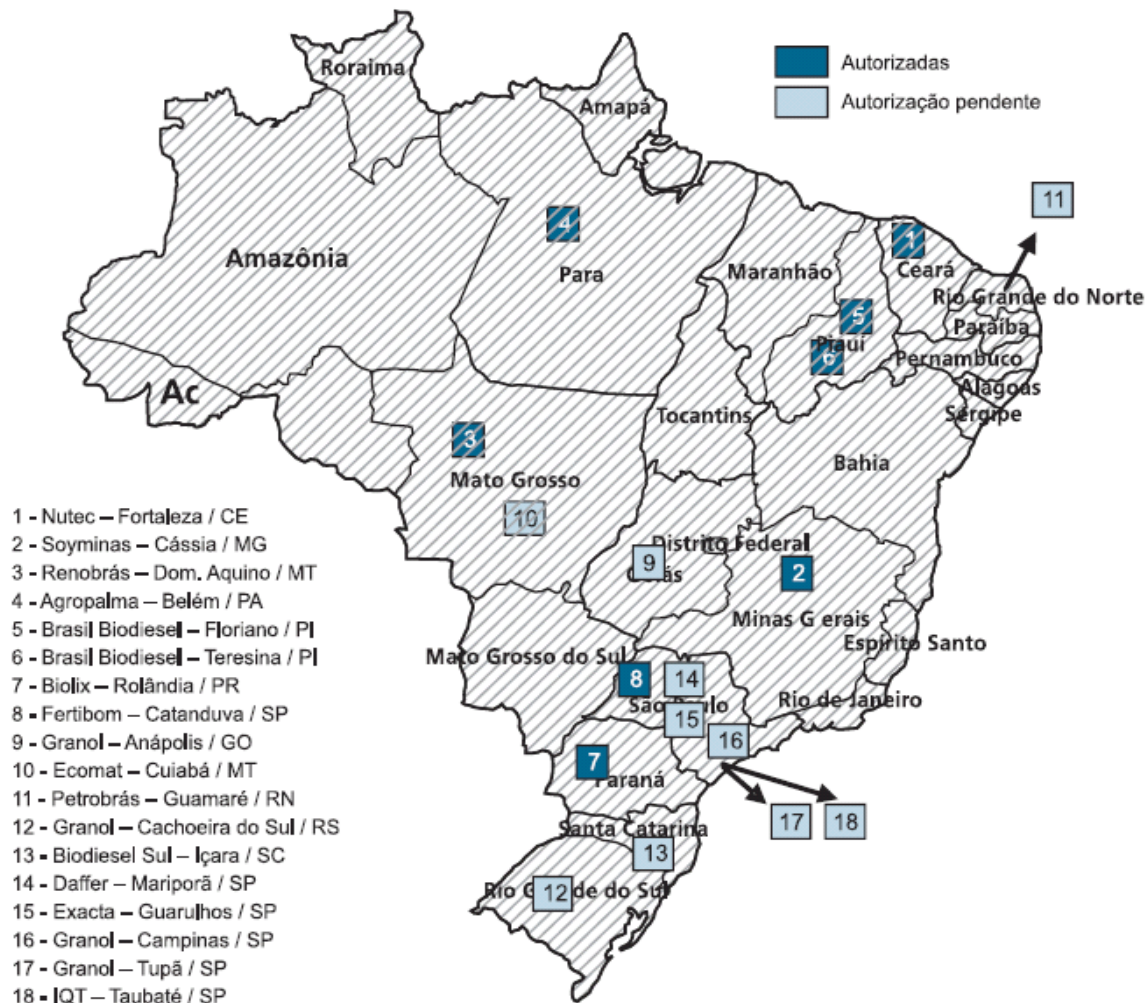 Autorizadas
Autorização pendente
Roraima
Amapá
11
4
1
Amazônia
Para
Maranhão
Ceará
Rio Grande do Norte
5
Paraíba
Piauí
6
Pernambuco
Ac
Alagoas
Tocantins
Sergipe
3
Bahia
Mato Grosso
10
Distrito Federal
9
Goiás
2
Minas G erais
Espírito Santo
Mato Grosso do Sul
8
14
São Paulo
Rio de Janeiro
15
16
7
Paraná
17
18
Santa Catarina
13
Rio Grande do Sul
12
1 - Nutec – Fortaleza / CE
2 - Soyminas – Cássia / MG
3 - Renobrás – Dom. Aquino / MT
4 - Agropalma – Belém / PA
5 - Brasil Biodiesel – Floriano / PI
6 - Brasil Biodiesel – Teresina / PI
7 - Biolix – Rolândia / PR
8 - Fertibom – Catanduva / SP
9 - Granol – Anápolis / GO
10 - Ecomat – Cuiabá / MT
11 - Petrobrás – Guamaré / RN
12 - Granol – Cachoeira do Sul / RS
13 - Biodiesel Sul – Içara / SC
14 - Daffer – Mariporã / SP
15 - Exacta – Guarulhos / SP
16 - Granol – Campinas / SP
17 - Granol – Tupã / SP
18 - IQT – Taubaté / SP